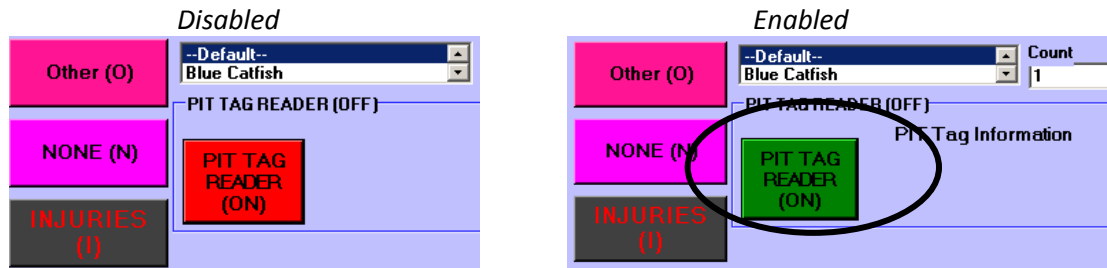 Disabled
Other (O)
--Default--
Blue Catfish
PIT TAG READER (OFF)
NONE (N)
PIT TAG
READER
(ON)
INJURIES
(I)
Enabled
Other (O)
--Default--
Blue Catfish
Count
1
PIT TAG READER (OFF)
PIT Tag Information
NONE (N)
PIT TAG
READER
(ON)
INJURIES
(I)